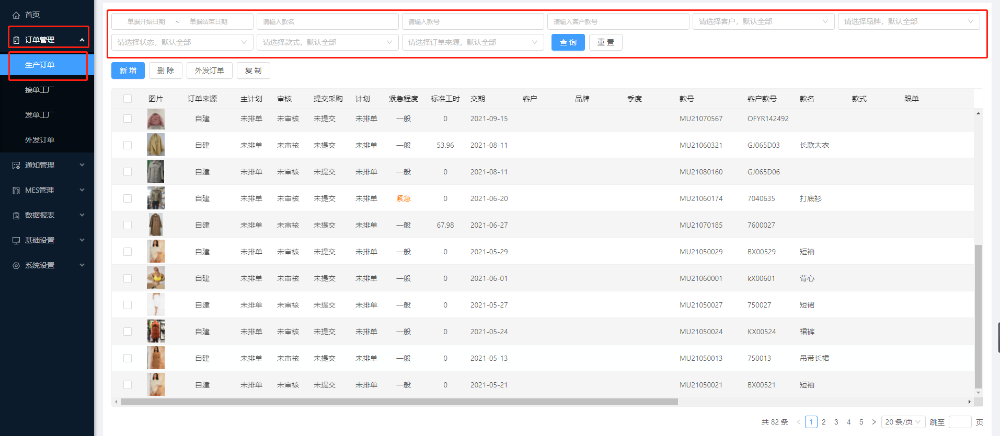 首页
订单管理
生产订单
接单工厂
发单工厂
外发订单
通知管理
MES管理
数据报表
基础设置
系统设置
单据开始日期 ~ 单据结束日期 请输入款名 请输入款号 请输入客户款号 请选择客户，默认全部 请选择品牌，默认全部
请选择状态，默认全部 请选择款式，默认全部 请选择订单来源，默认全部 查 询 重 置
新 增 删 除 外发订单 复 制
图片 订单来源 主计划 审核 提交采购 计划 紧急程度 标准工时 交期 客户 品牌 季度 款号 客户款号 款名 款式 跟单
自建 未排单 未审核 未提交 未排单 一般 0 2021-09-15 MU21070567 OFYR142492
自建 未排单 未审核 未提交 未排单 一般 53.96 2021-08-11 MU21060321 GJ065D03 长款大衣
自建 未排单 未审核 未提交 未排单 一般 0 2021-08-11 MU21080160 GJ065D06
自建 未排单 未审核 未提交 未排单 紧急 0 2021-06-20 MU21060174 7040635 打底衫
自建 未排单 未审核 未提交 未排单 一般 67.98 2021-06-27 MU21070185 7600027
自建 未排单 未审核 未提交 未排单 一般 0 2021-05-29 MU21050029 BX00529 短袖
自建 未排单 未审核 未提交 未排单 一般 0 2021-06-01 MU21060001 kX00601 背心
自建 未排单 未审核 未提交 未排单 一般 0 2021-05-27 MU21050027 750027 短裙
自建 未排单 未审核 未提交 未排单 一般 0 2021-05-24 MU21050024 KX00524 裙裤
自建 未排单 未审核 未提交 未排单 一般 0 2021-05-13 MU21050013 750013 吊带长裙
自建 未排单 未审核 未提交 未排单 一般 0 2021-05-21 MU21050021 BX00521 短袖
共 82 条 < 1 2 3 4 5 > 20 条/页 跳至 页